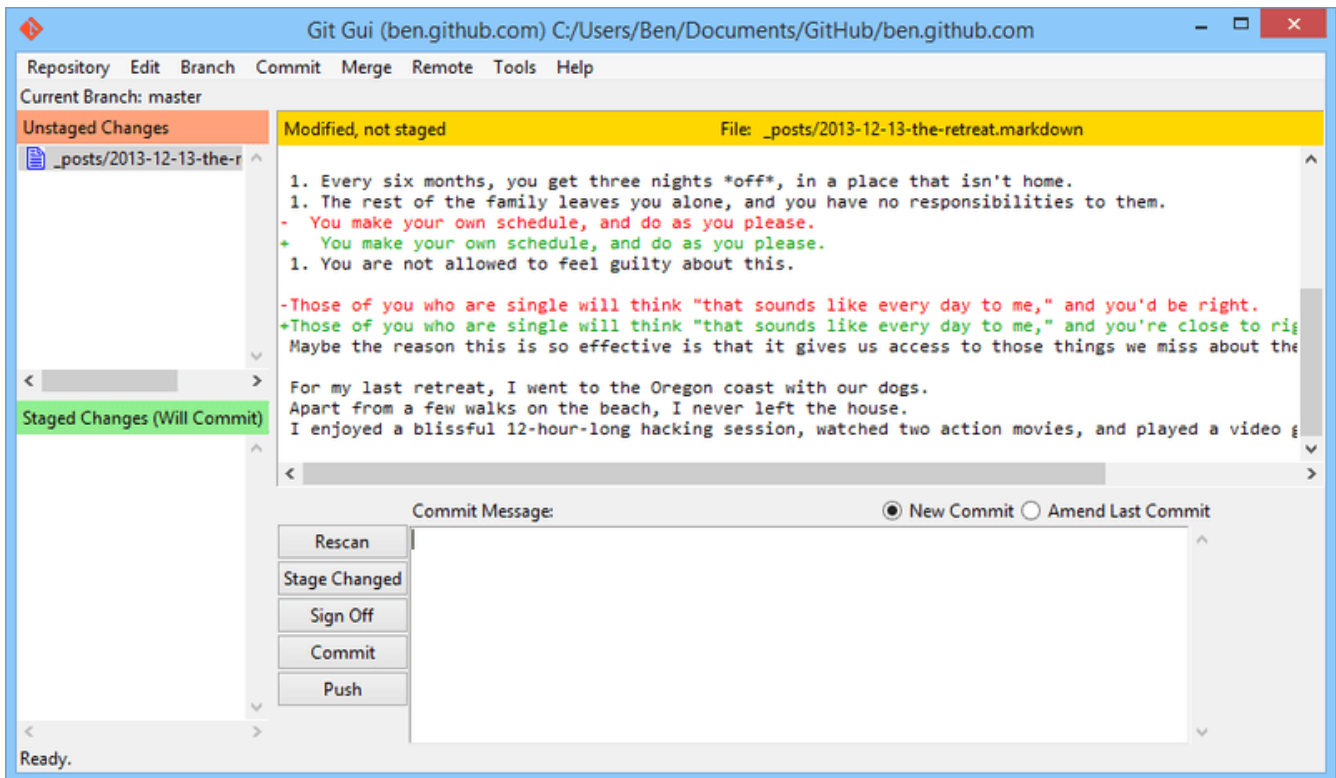 Git Gui (ben.github.com) C:/Users/Ben/Documents/GitHub/ben.github.com
Repository Edit Branch Commit Merge Remote Tools Help
Current Branch: master
Unstaged Changes
_posts/2013-12-13-the-r
Staged Changes (Will Commit)
Modified, not staged File: _posts/2013-12-13-the-retreat.markdown
1. Every six months, you get three nights *off*, in a place that isn't home.
1. The rest of the family leaves you alone, and you have no responsibilities to them.
-  You make your own schedule, and do as you please.
+   You make your own schedule, and do as you please.
1. You are not allowed to feel guilty about this.
-Those of you who are single will think "that sounds like every day to me," and you'd be right.
+Those of you who are single will think "that sounds like every day to me," and you're close to rig
Maybe the reason this is so effective is that it gives us access to those things we miss about the
For my last retreat, I went to the Oregon coast with our dogs.
Apart from a few walks on the beach, I never left the house.
I enjoyed a blissful 12-hour-long hacking session, watched two action movies, and played a video g
Commit Message: New Commit Amend Last Commit
Rescan
Stage Changed
Sign Off
Commit
Push
Ready.